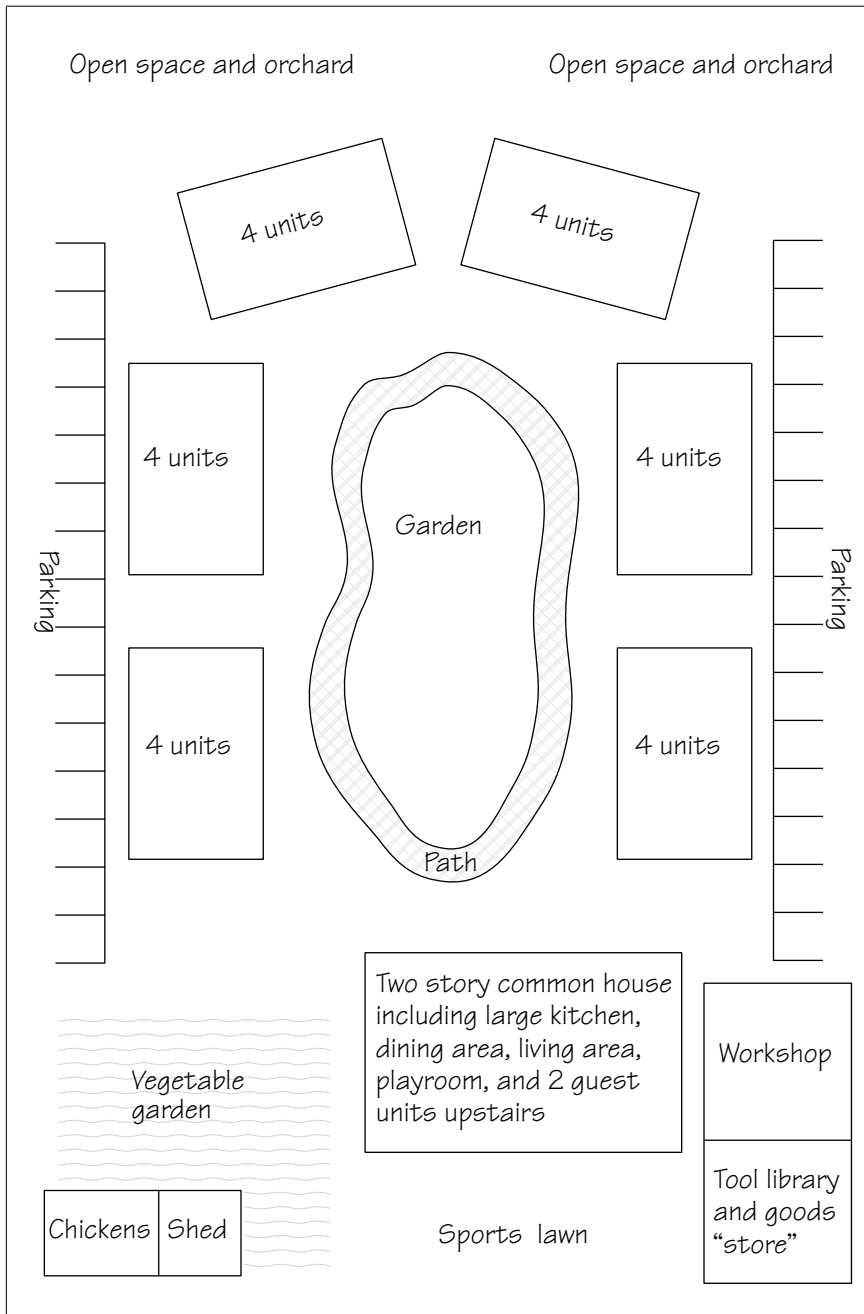 Open space and orchard
Open space and orchard
4 units
4 units
4 units
4 units
Garden
Parking
Parking
4 units
4 units
Path
Two story common house
including large kitchen,
dining area, living area,
playroom, and 2 guest
units upstairs
Workshop
Vegetable
garden
Tool library
and goods
“store”
Chickens
Shed
Sports lawn